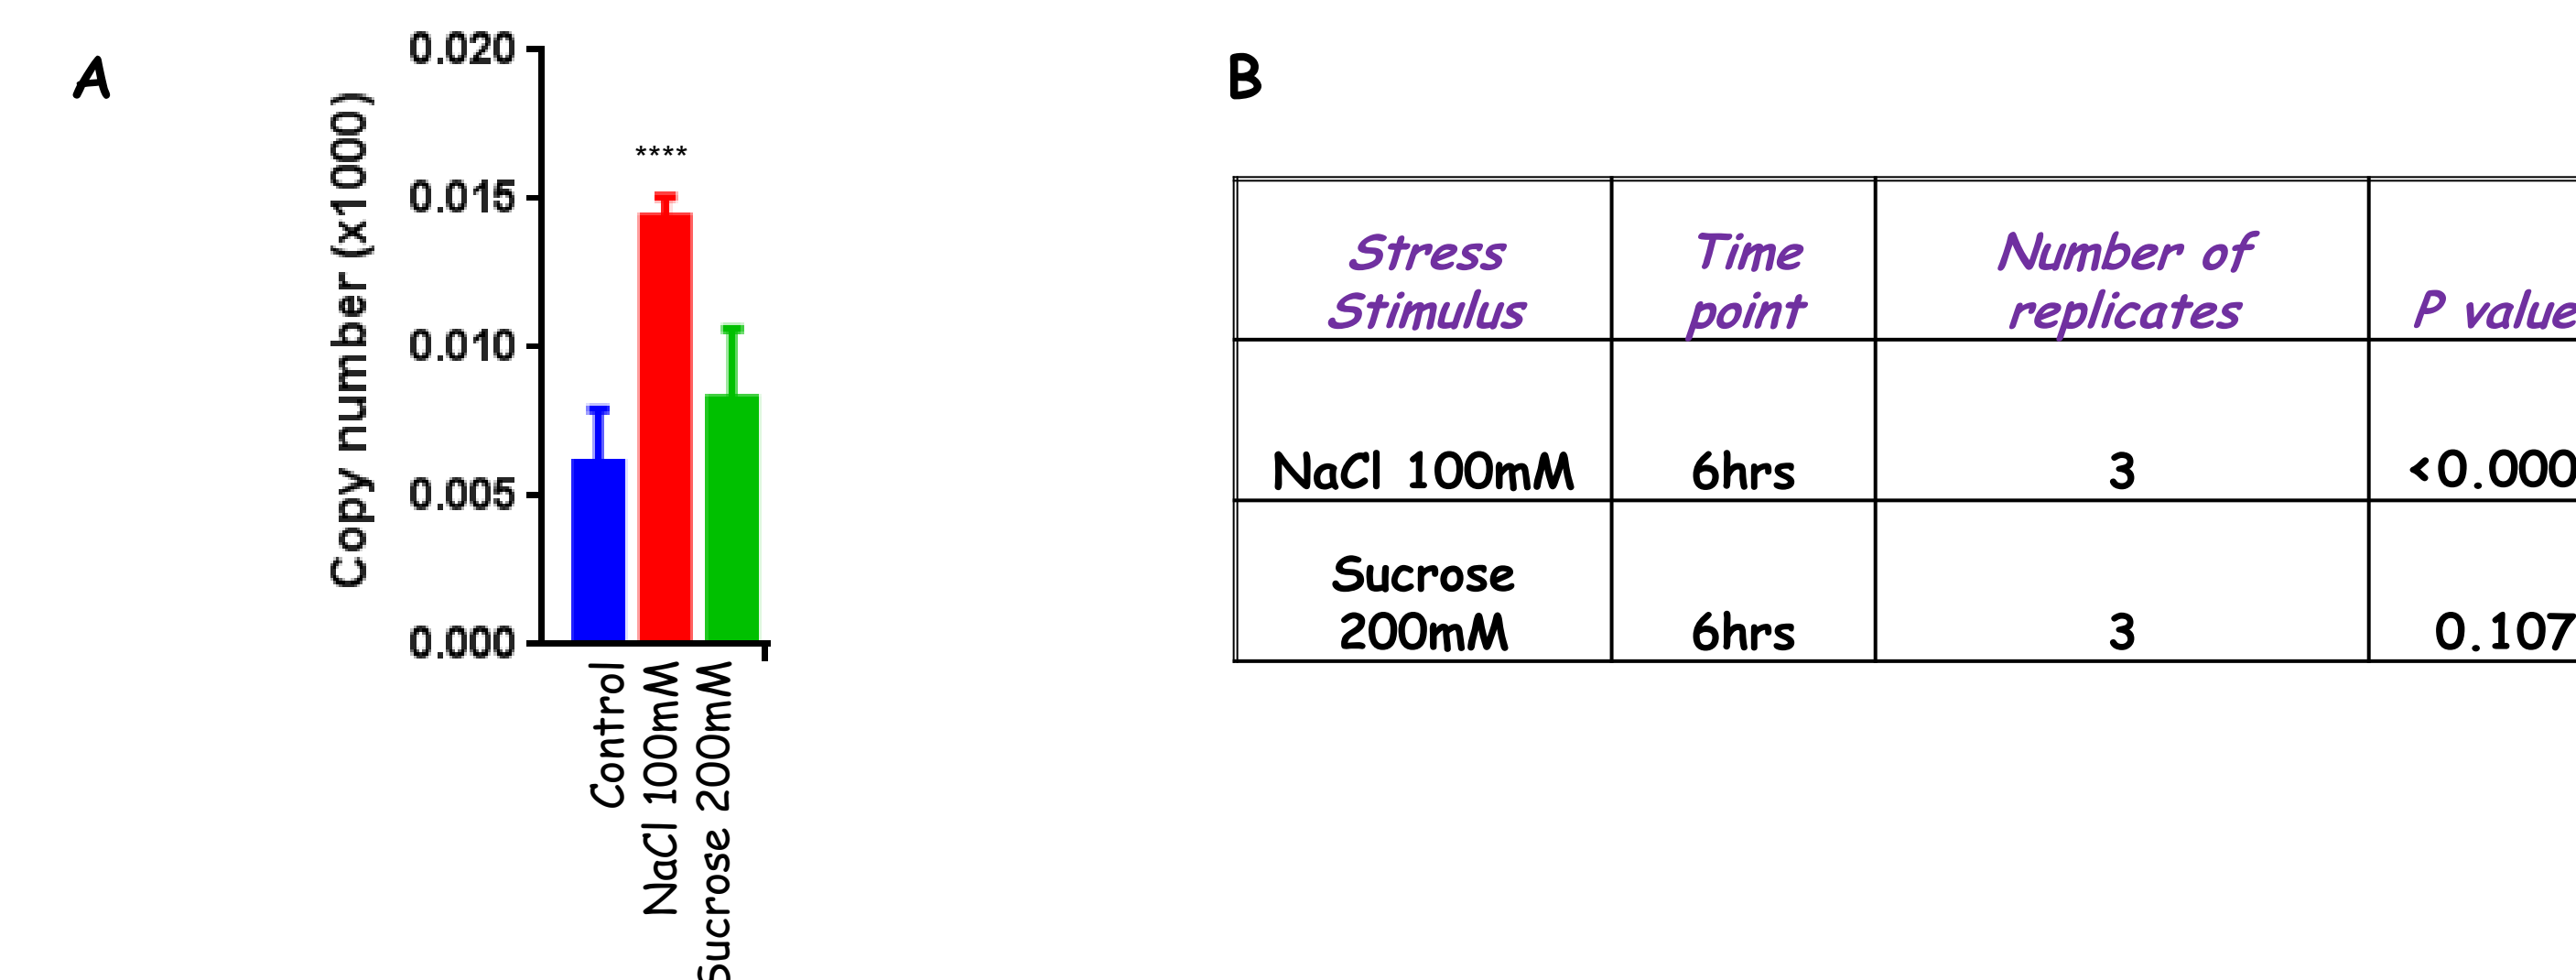 A
Copy number (x1000)
0.020
0.015
0.010
0.005
0.000
****
Control
NaCl 100mM
Sucrose 200mM
B
Stress
Stimulus
Time
point
Number of
replicates
P value
NaCl 100mM
6hrs
3
<0.000
Sucrose
200mM
6hrs
3
0.107